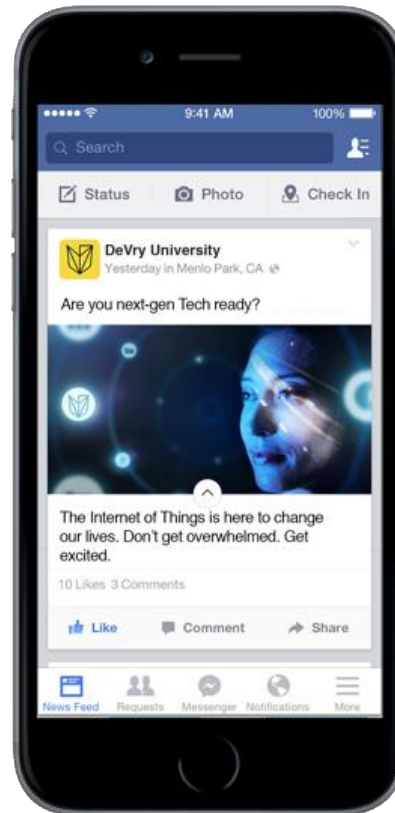 9:41 AM 100%
Search
Status Photo Check In
DeVry University
Yesterday in Menlo Park, CA
Are you next-gen Tech ready?
The Internet of Things is here to change
our lives. Don't get overwhelmed. Get
excited.
10 Likes 3 Comments
Like Comment Share
News Feed Requests Messenger Notifications More